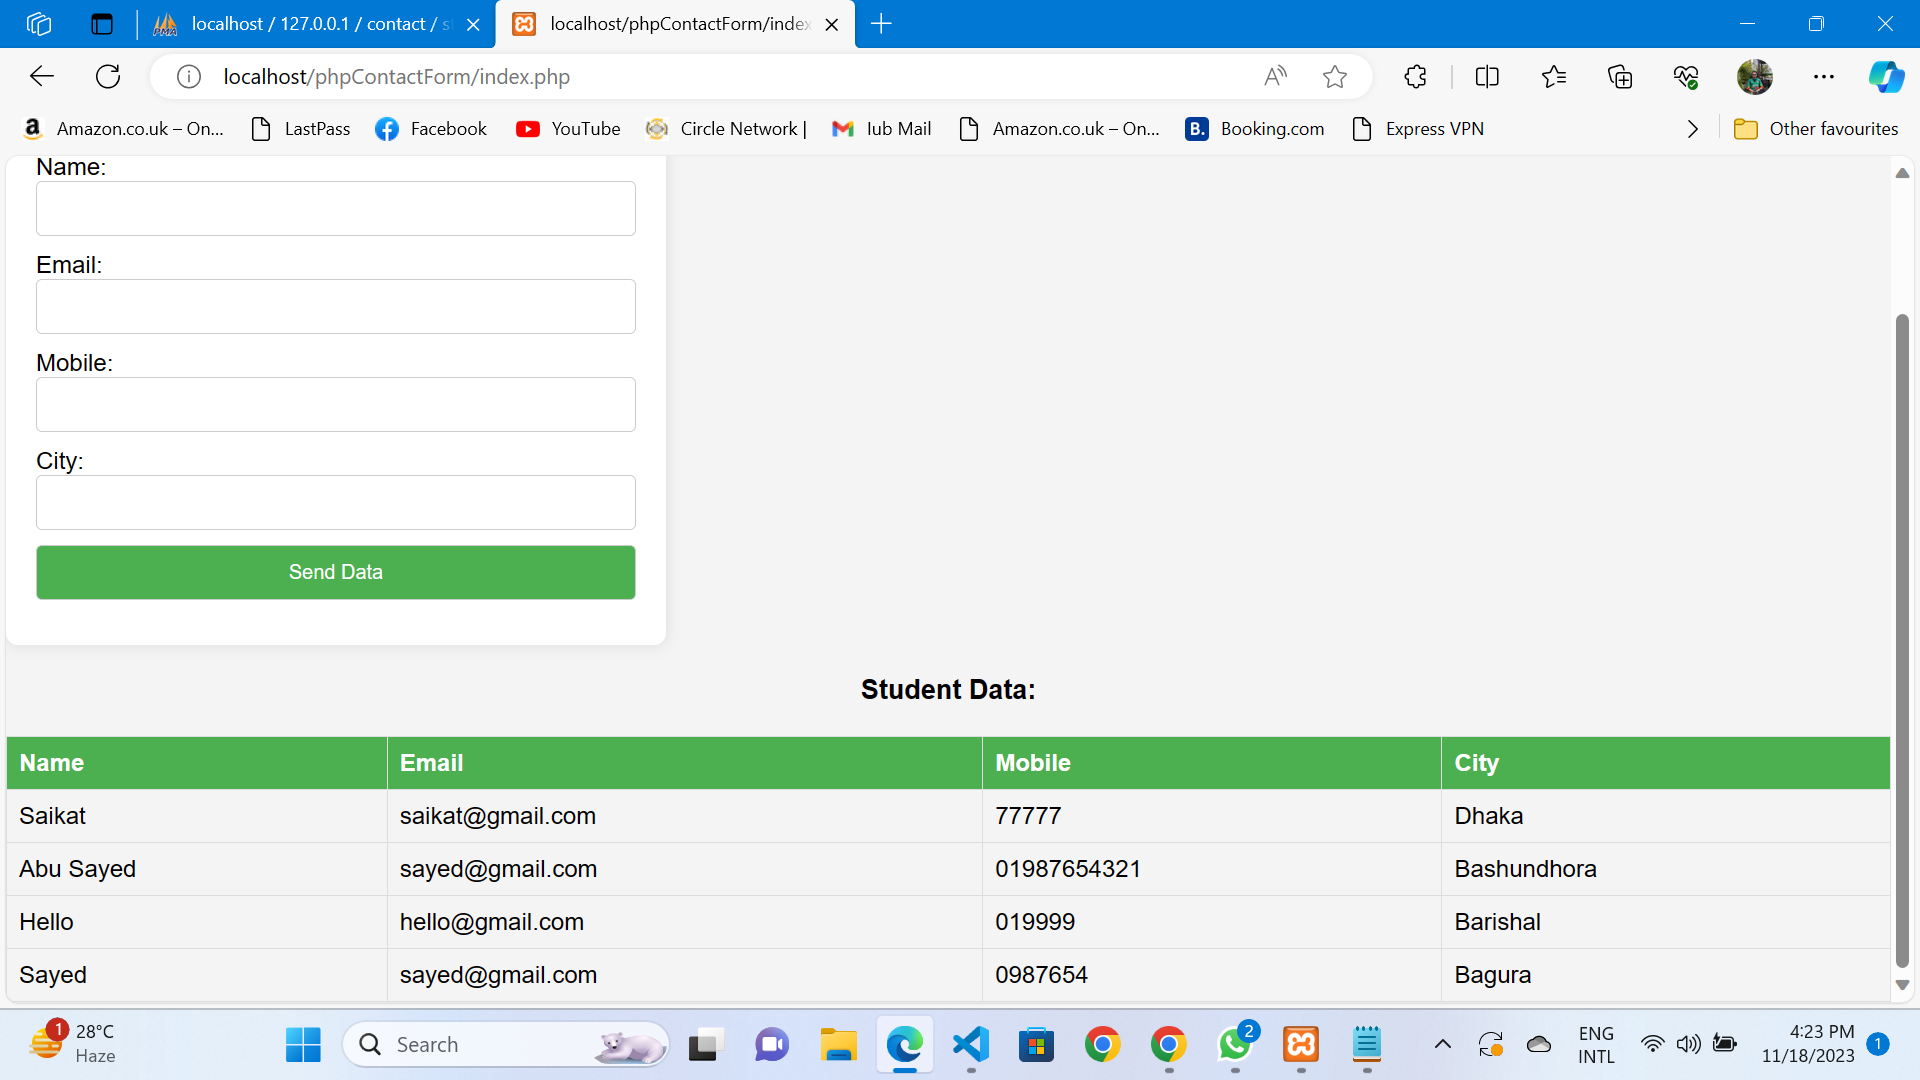 localhost / 127.0.0.1 / contact / s
localhost/phpContactForm/index
localhost/phpContactForm/index.php
Amazon.co.uk – On...
LastPass
Facebook
YouTube
Circle Network |
Iub Mail
Amazon.co.uk – On...
B. Booking.com
Express VPN
Other favourites
Name:
Email:
Mobile:
City:
Send Data
Student Data:
Name Email Mobile City
Saikat saikat@gmail.com 77777 Dhaka
Abu Sayed sayed@gmail.com 01987654321 Bashundhora
Hello hello@gmail.com 019999 Barishal
Sayed sayed@gmail.com 0987654 Bagura
1
28°C
Haze
Search
2
ENG
INTL
4:23 PM
11/18/2023
1